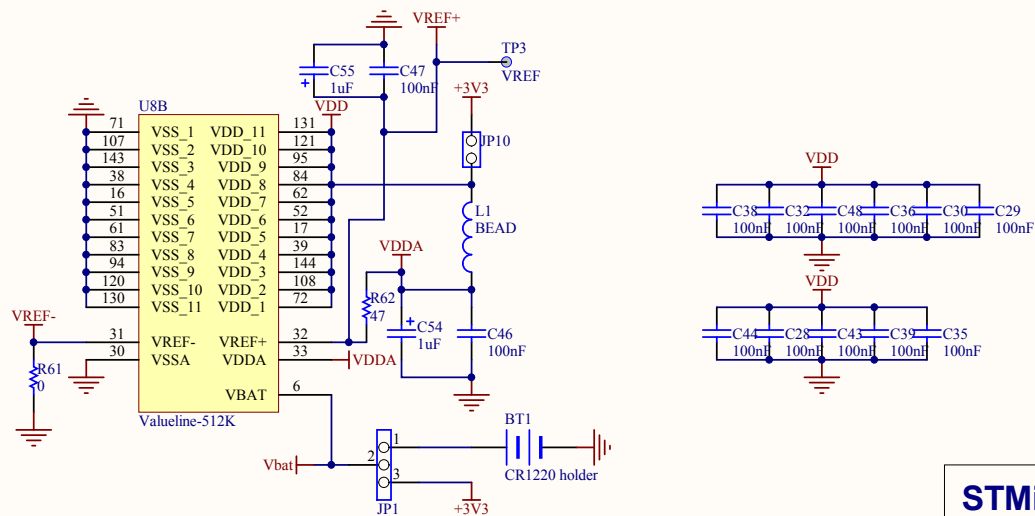 VREF+
TP3
VREF
C55
1uF
C47
100nF
+3V3
JP10
U8B
VDD
71 VSS_1 VDD_11 131
107 VSS_2 VDD_10 121
143 VSS_3 VDD_9 95
38 VSS_4 VDD_8 84
16 VSS_5 VDD_7 62
51 VSS_6 VDD_6 52
61 VSS_7 VDD_5 17
83 VSS_8 VDD_4 39
94 VSS_9 VDD_3 144
120 VSS_10 VDD_2 108
130 VSS_11 VDD_1 72
31 VREF- VREF+ 32
30 VSSA VDDA 33
VBAT 6
Valueline-512K
VREF-
R61
0
L1
BEAD
VDDA
R62
47
C54
1uF
C46
100nF
VDDA
Vbat
1
2
3
JP1
+3V3
BT1
CR1220 holder
VDD
C38 C32 C48 C36 C30 C29
100nF 100nF 100nF 100nF 100nF 100nF
VDD
C44 C28 C43 C39 C35
100nF 100nF 100nF 100nF 100nF